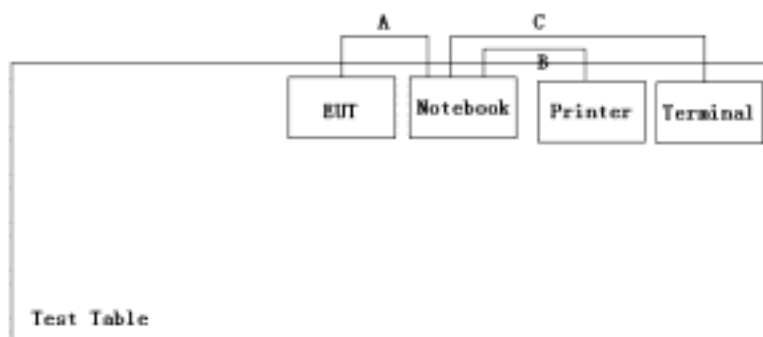 A
C
B
EUT
Notebook
Printer
Terminal
Test Table